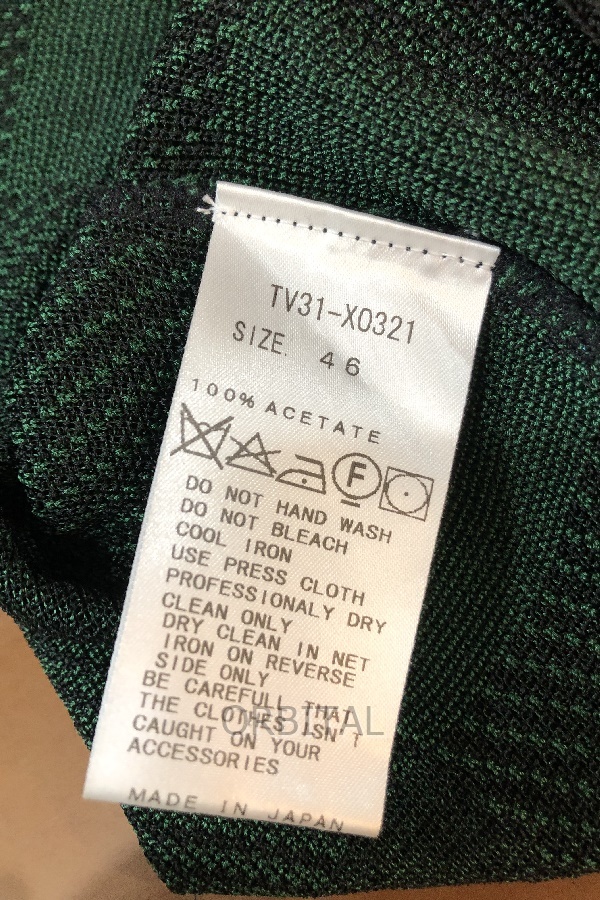 TV31-X0321
SIZE. 46
100% ACETATE
F
DO NOT HAND WASH
DO NOT BLEACH
COOL IRON
USE PRESS CLOTH
PROFESSIONALY DRY
CLEAN ONLY
DRY CLEAN IN NET
IRON ON REVERSE
SIDE ONLY
BE CAREFULL THAT
THE CLOTHES ISN'T
CAUGHT ON YOUR
ACCESSORIES
MADE IN JAPAN
ORBITAL